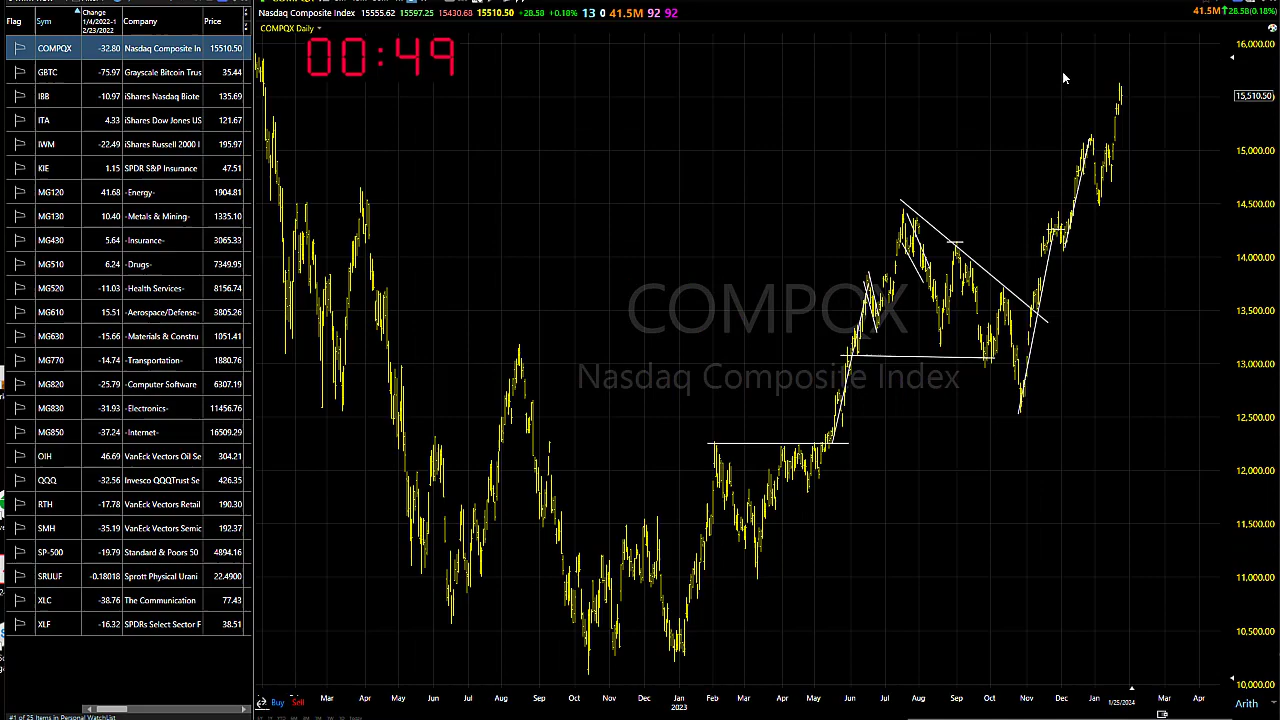 Nasdaq Composite Index 15555.62 15597.25 15430.68 15510.50 +28.58 +0.18% 13 0 41.5M 92 92
41.5M 28.58(0.18%)
Flag Sym Change 1/4/2022-1 2/23/2022 Company Price
COMPQX Daily
00:49
COMPQX -32.80 Nasdaq Composite In 15510.50
GBTC -75.97 Grayscale Bitcoin Trus 35.44
IBB -10.97 iShares Nasdaq Biote 135.69
ITA 4.33 iShares Dow Jones US 121.67
IWM -22.49 iShares Russell 2000 I 195.97
KIE 1.15 SPDR S&P Insurance 47.51
MG120 41.68 -Energy- 1904.81
MG130 10.40 -Metals & Mining- 1335.10
MG430 5.64 -Insurance- 3065.33
MG510 6.24 -Drugs- 7349.95
MG520 -11.03 -Health Services- 8156.74
MG610 15.51 -Aerospace/Defense- 3805.26
MG630 -15.66 -Materials & Constru 1051.41
MG770 -14.74 -Transportation- 1880.76
MG820 -25.79 -Computer Software 6307.19
MG830 -31.93 -Electronics- 11456.76
MG850 -37.24 -Internet- 16509.29
OIH 46.69 VanEck Vectors Oil Se 304.21
QQQ -32.56 Invesco QQQTrust Se 426.35
RTH -17.78 VanEck Vectors Retail 190.30
SMH -35.19 VanEck Vectors Semic 192.37
SP-500 -19.79 Standard & Poors 50 4894.16
SRUUF -0.18018 Sprott Physical Urani 22.4900
XLC -38.76 The Communication 77.43
XLF -16.32 SPDRs Select Sector F 38.51
#1 of 25 Items in Personal WatchList
COMPQX
Nasdaq Composite Index
16,000.00
15,510.50
15,000.00
14,500.00
14,000.00
13,500.00
13,000.00
12,500.00
12,000.00
11,500.00
11,000.00
10,500.00
10,000.00
Mar Apr May Jun Jul Aug Sep Oct Nov Dec 2023 Feb Mar Apr May Jun Jul Aug Sep Oct Nov Dec Jan 1/25/2024 Mar Apr
Buy Sell
Arith